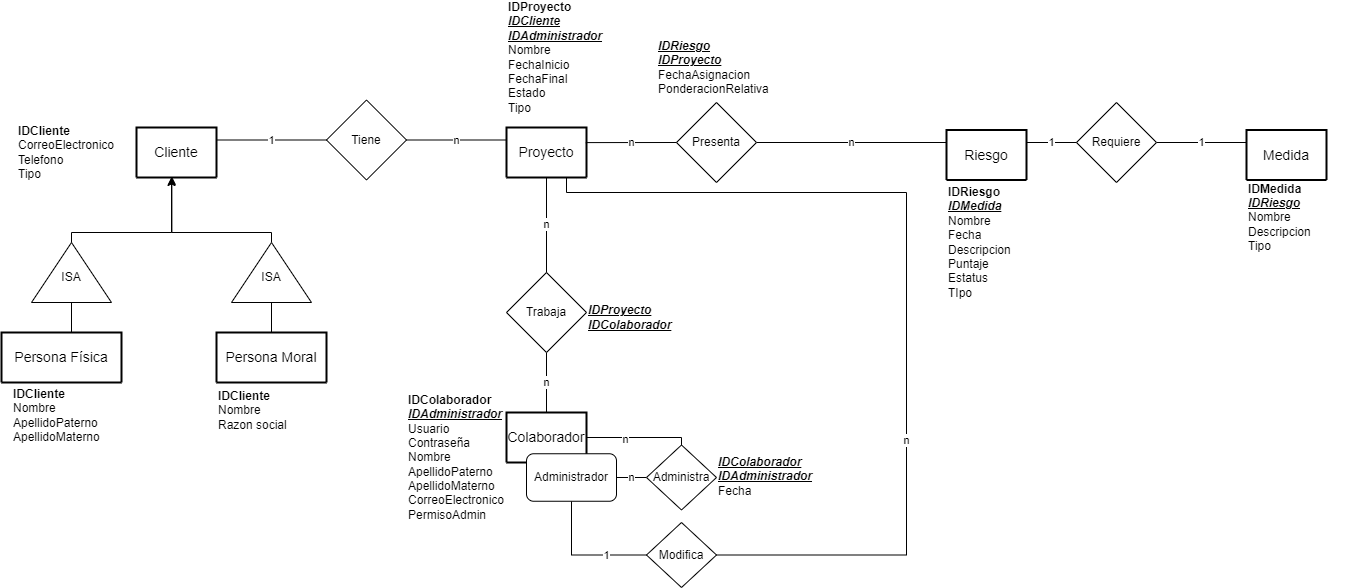 IDProyecto
IDCliente
IDAdministrador
Nombre
FechaInicio
FechaFinal
Estado
Tipo
IDRiesgo
IDProyecto
FechaAsignacion
PonderacionRelativa
IDCliente
CorreoElectronico
Telefono
Tipo
Cliente
1
Tiene
n
Proyecto
n
Presenta
n
Riesgo
1
Requiere
1
Medida
IDRiesgo
IDMedida
Nombre
Fecha
Descripcion
Puntaje
Estatus
TIpo
IDMedida
IDRiesgo
Nombre
Descripcion
Tipo
n
ISA
ISA
Trabaja
IDProyecto
IDColaborador
Persona Física
Persona Moral
IDCliente
Nombre
ApellidoPaterno
ApellidoMaterno
IDCliente
Nombre
Razon social
n
IDColaborador
IDAdministrador
Usuario
Contraseña
Nombre
ApellidoPaterno
ApellidoMaterno
CorreoElectronico
PermisoAdmin
Colaborador
n
n
Administrador
n
Administra
IDColaborador
IDAdministrador
Fecha
1
Modifica